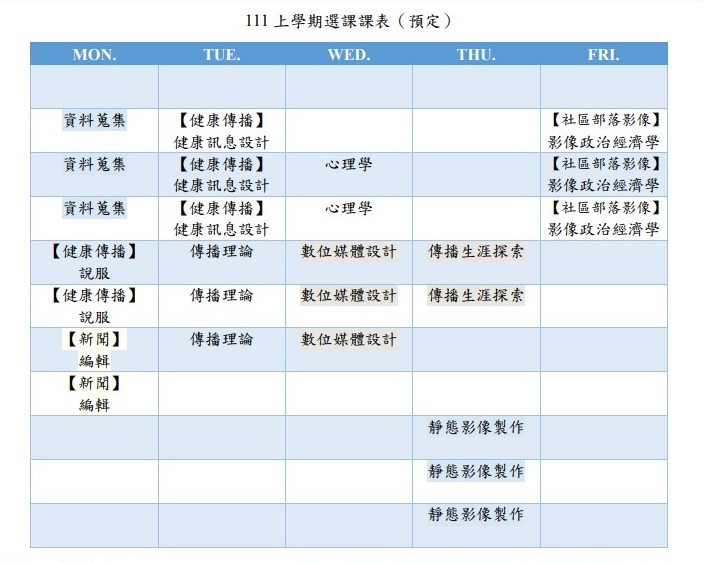 111 上學期選課課表（預定）
MON. TUE. WED. THU. FRI.
資料蒐集 【健康傳播】 【社區部落影像】
健康訊息設計 影像政治經濟學
資料蒐集 【健康傳播】 心理學 【社區部落影像】
健康訊息設計 影像政治經濟學
資料蒐集 【健康傳播】 心理學 【社區部落影像】
健康訊息設計 影像政治經濟學
【健康傳播】 傳播理論 數位媒體設計 傳播生涯探索
說服
【健康傳播】 傳播理論 數位媒體設計 傳播生涯探索
說服
【新聞】 傳播理論 數位媒體設計
編輯
【新聞】
編輯
靜態影像製作
靜態影像製作
靜態影像製作